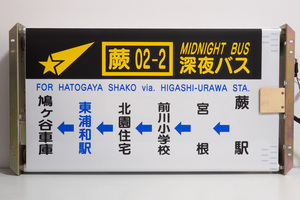 蕨 02-2
MIDNIGHT BUS
深夜バス
FOR HATOGAYA SHAKO via. HIGASHI-URAWA STA.
蕨駅
宮根
前川小学校
北園住宅
東浦和駅
鳩ヶ谷車庫